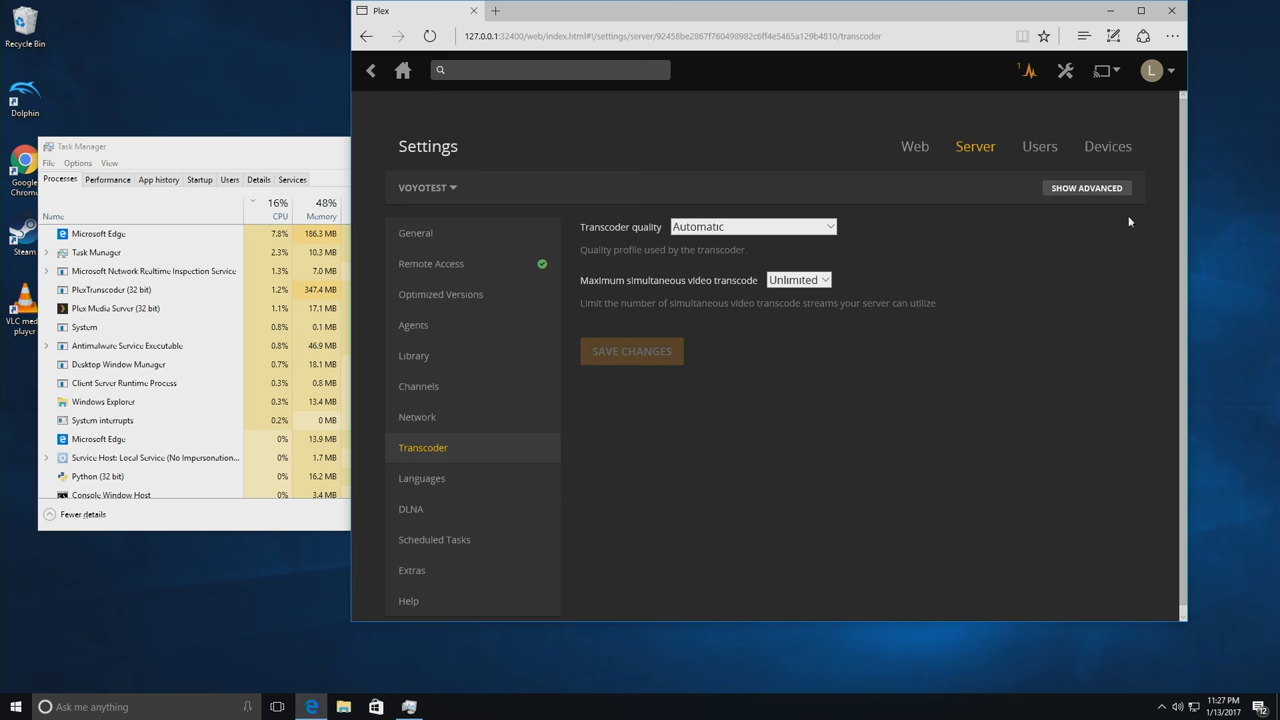 Recycle Bin
Dolphin
Google Chrome
Steam
VLC media player
Task Manager
File Options View
Processes Performance App history Startup Users Details Services
16% 48%
Name CPU Memory
Microsoft Edge 7.8% 186.3 MB
Task Manager 2.3% 10.3 MB
Microsoft Network Realtime Inspection Service 1.3% 7.0 MB
PlexTranscoder (32 bit) 1.2% 347.4 MB
Plex Media Server (32 bit) 1.1% 17.1 MB
System 0.8% 0.1 MB
Antimalware Service Executable 0.8% 46.9 MB
Desktop Window Manager 0.7% 18.1 MB
Client Server Runtime Process 0.3% 0.8 MB
Windows Explorer 0.3% 13.4 MB
System interrupts 0.2% 0 MB
Microsoft Edge 0% 13.9 MB
Service Host: Local Service (No Impersonation... 0% 1.7 MB
Python (32 bit) 0% 16.2 MB
Console Window Host 0% 3.4 MB
Fewer details
Plex
127.0.0.1:32400/web/index.html#!/settings/server/92458be2867f760498982c6ff4e5465a129b4810/transcoder
1
L
Settings
Web Server Users Devices
VOYOTEST
SHOW ADVANCED
General
Remote Access
Optimized Versions
Agents
Library
Channels
Network
Transcoder
Languages
DLNA
Scheduled Tasks
Extras
Help
Transcoder quality Automatic
Quality profile used by the transcoder.
Maximum simultaneous video transcode Unlimited
Limit the number of simultaneous video transcode streams your server can utilize
SAVE CHANGES
Ask me anything
11:27 PM
1/13/2017
12